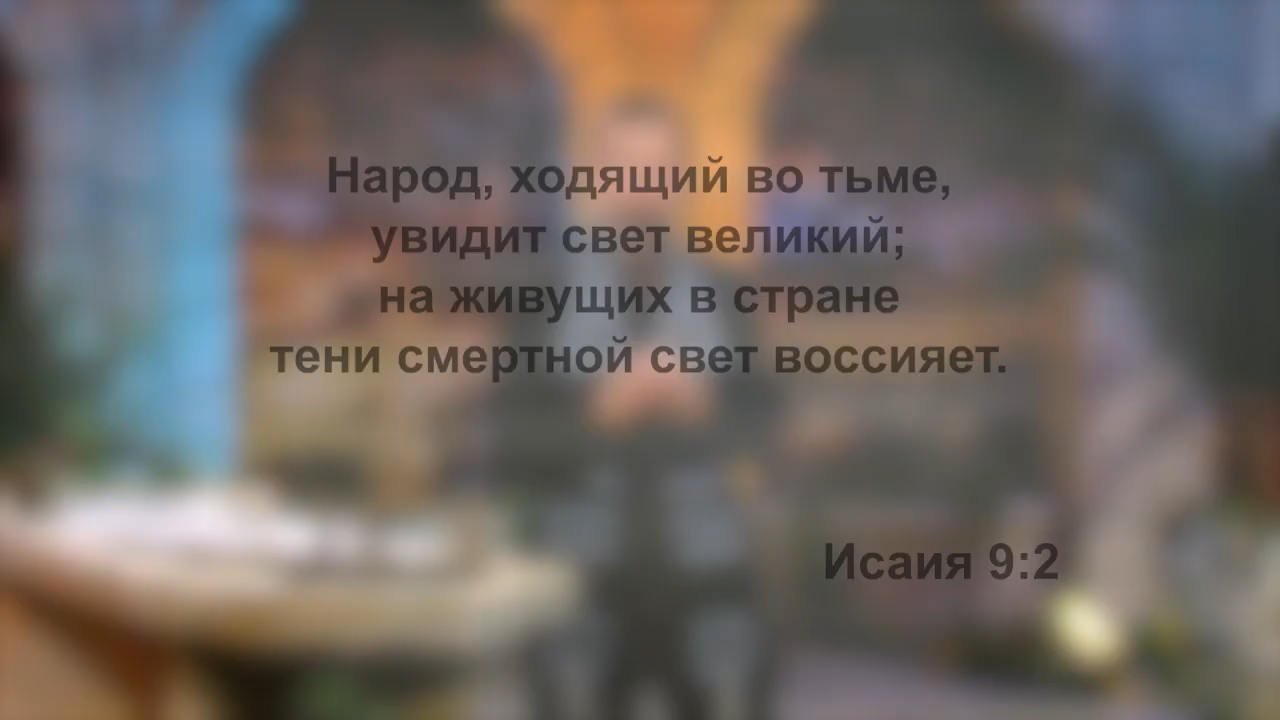 Народ, ходящий во тьме,
увидит свет великий;
на живущих в стране
тени смертной свет воссияет.
Исаия 9:2